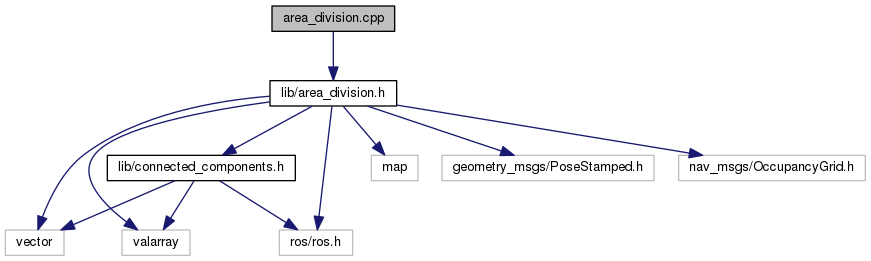 area_division.cpp
lib/area_division.h
lib/connected_components.h
map
geometry_msgs/PoseStamped.h
nav_msgs/OccupancyGrid.h
vector
valarray
ros/ros.h